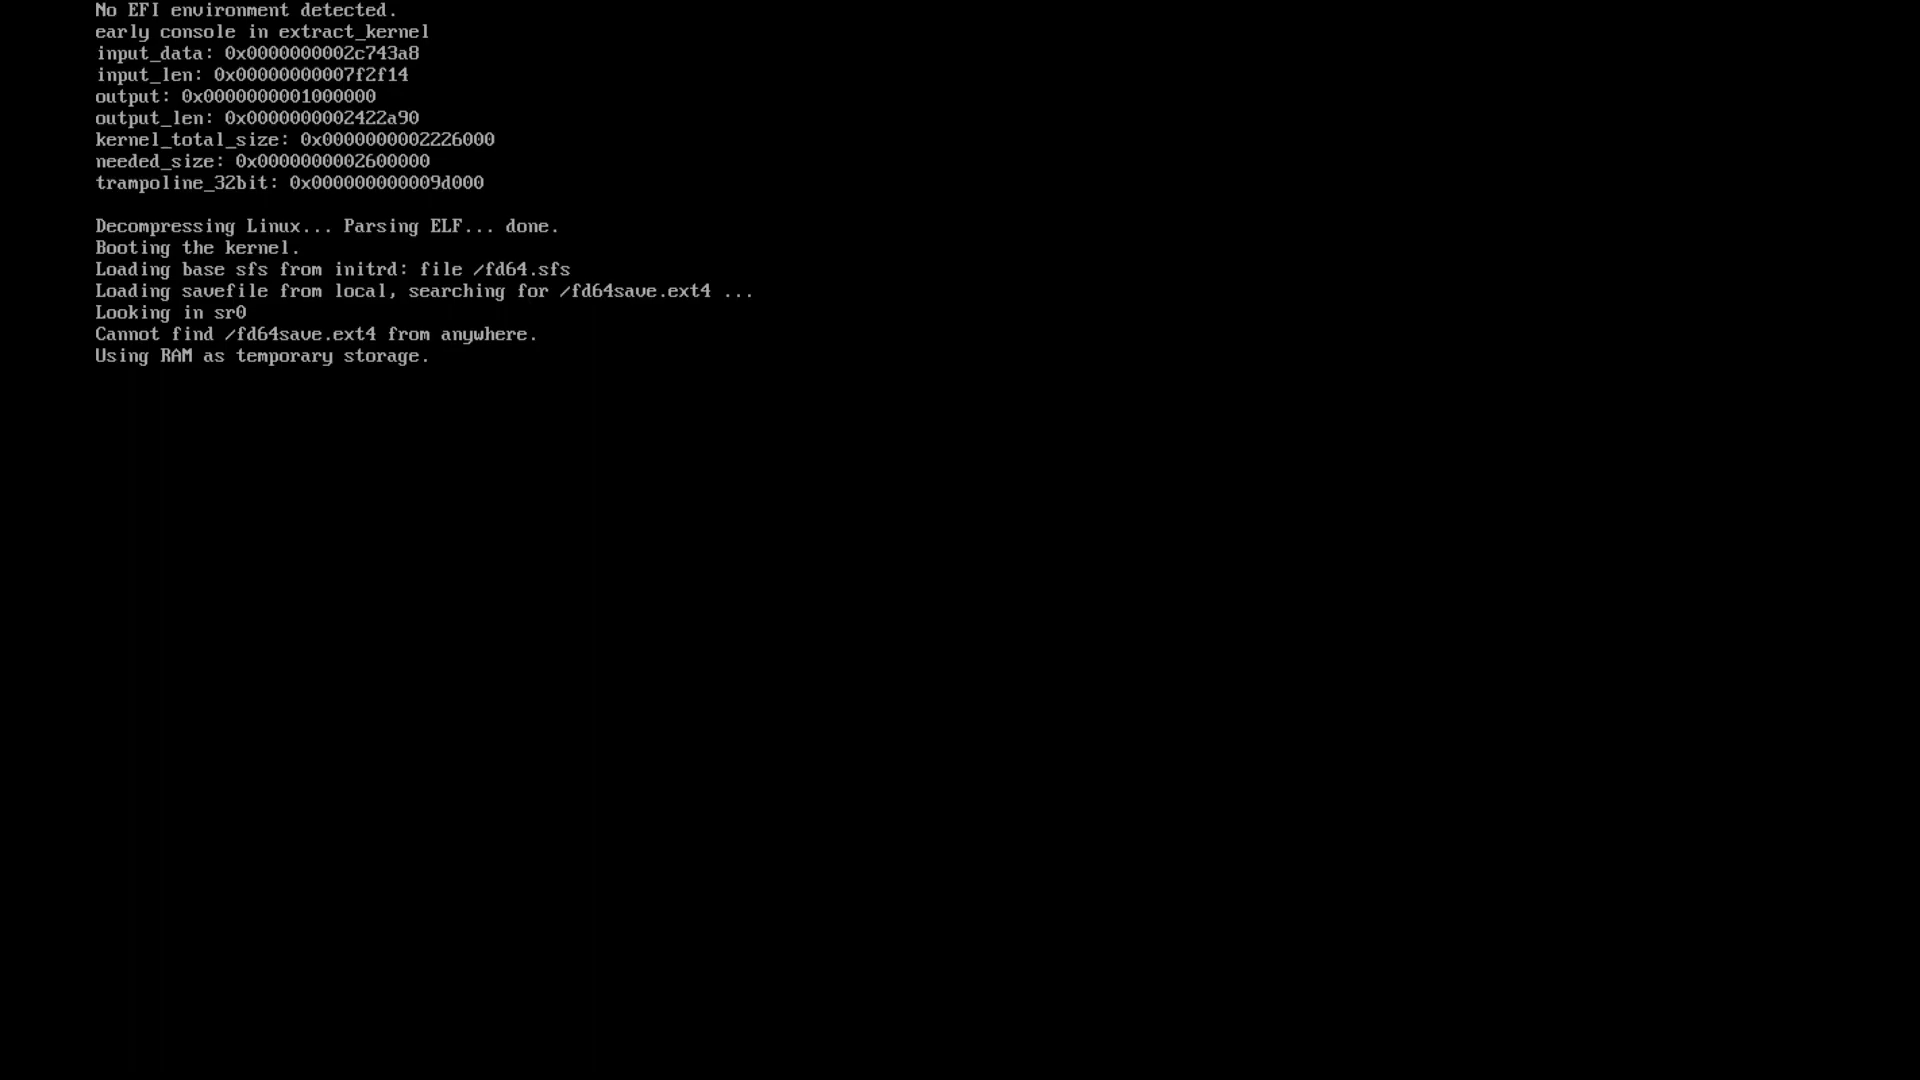 No EFI environment detected.
early console in extract_kernel
input_data: 0x0000000002c743a8
input_len: 0x00000000007f2f14
output: 0x0000000001000000
output_len: 0x0000000002422a90
kernel_total_size: 0x0000000002226000
needed_size: 0x0000000002600000
trampoline_32bit: 0x000000000009d000

Decompressing Linux... Parsing ELF... done.
Booting the kernel.
Loading base sfs from initrd: file /fd64.sfs
Loading savefile from local, searching for /fd64save.ext4 ...
Looking in sr0
Cannot find /fd64save.ext4 from anywhere.
Using RAM as temporary storage.